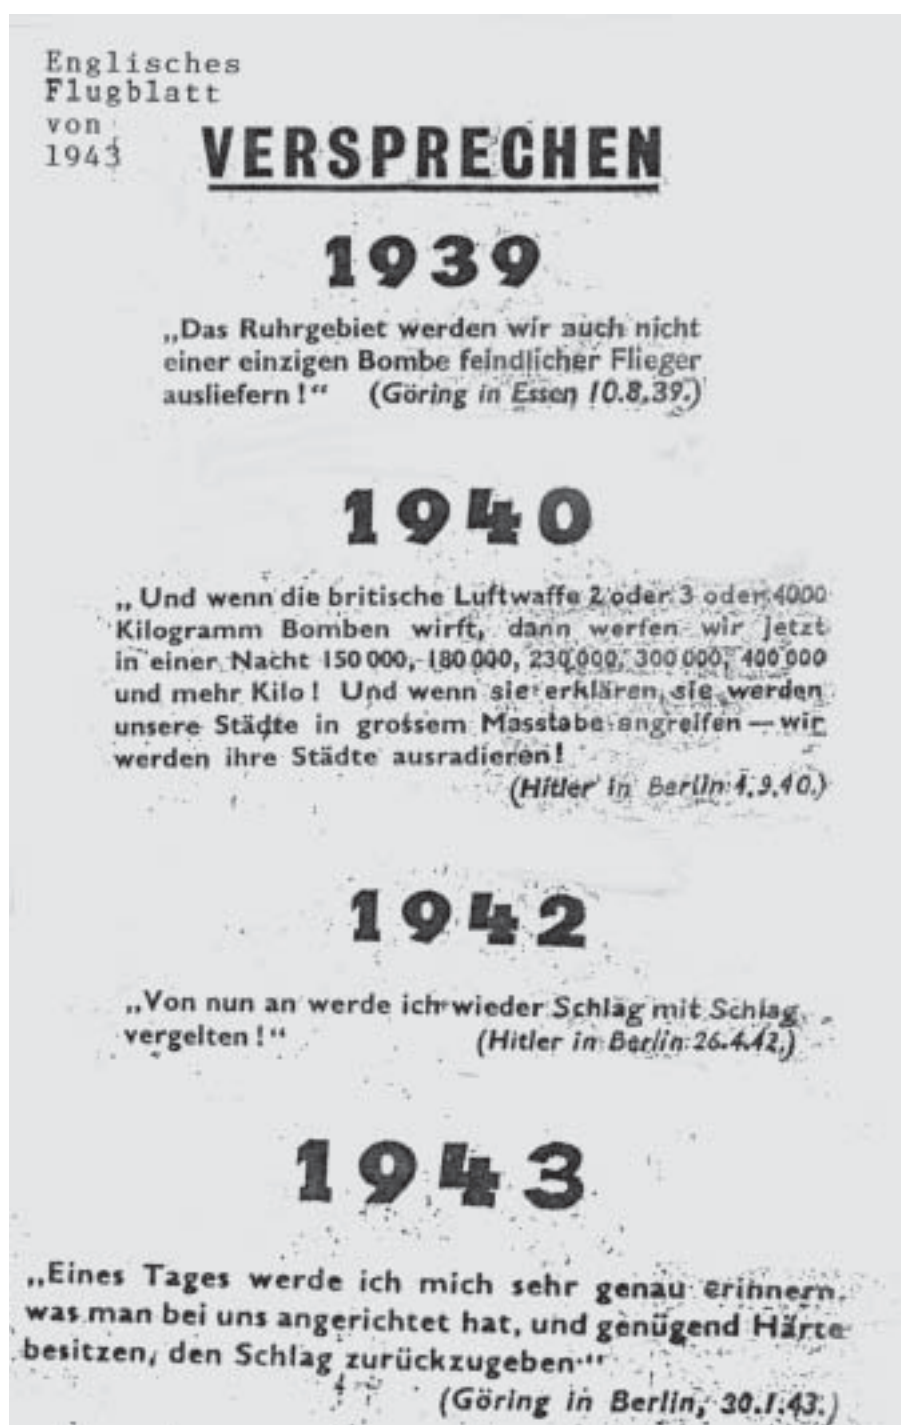 Englisches
Flugblatt
von
1943
VERSPRECHEN
1939
„Das Ruhrgebiet werden wir auch nicht
einer einzigen Bombe feindlicher Flieger
ausliefern!“ (Göring in Essen 10.8.39.)
1940
„Und wenn die britische Luftwaffe 2 oder 3 oder 4000
Kilogramm Bomben wirft, dann werfen wir jetzt
in einer Nacht 150 000, 180 000, 230 000, 300 000, 400 000
und mehr Kilo! Und wenn sie erklären, sie werden
unsere Städte in grossem Masstabe angreifen — wir
werden ihre Städte ausradieren!
(Hitler in Berlin 4.9.40.)
1942
„Von nun an werde ich wieder Schlag mit Schlag
vergelten!“ (Hitler in Berlin 26.4.42.)
1943
„Eines Tages werde ich mich sehr genau erinnern,
was man bei uns angerichtet hat, und genügend Härte
besitzen, den Schlag zurückzugeben.“
(Göring in Berlin, 30.1.43.)